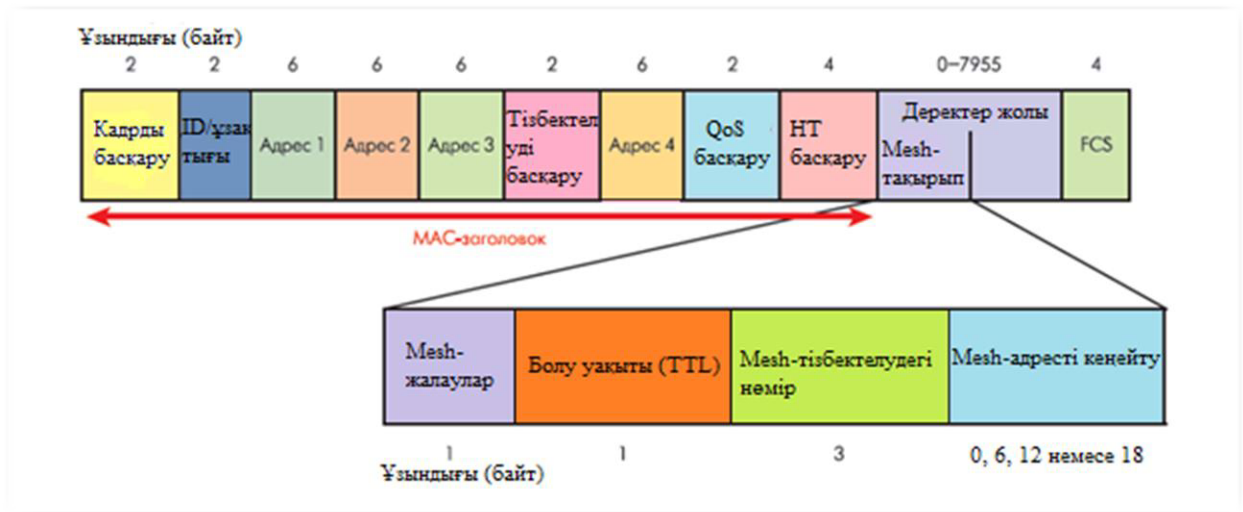 Ұзындығы (байт)
2 2 6 6 6 2 6 2 4 0–7955 4
Кадрды
басқару
ID/ұзақ
тығы
Адрес 1
Адрес 2
Адрес 3
Тізбектел
уді
басқару
Адрес 4
QoS
басқару
HT
басқару
Деректер жолы
Mesh-
тақырып
FCS
MAC-заголовок
Mesh-
жалаулар
Болу уақыты (TTL)
Mesh-тізбектелудегі
нөмір
Mesh-адресті кеңейту
1 1 3 0, 6, 12 немесе 18
Ұзындығы (байт)